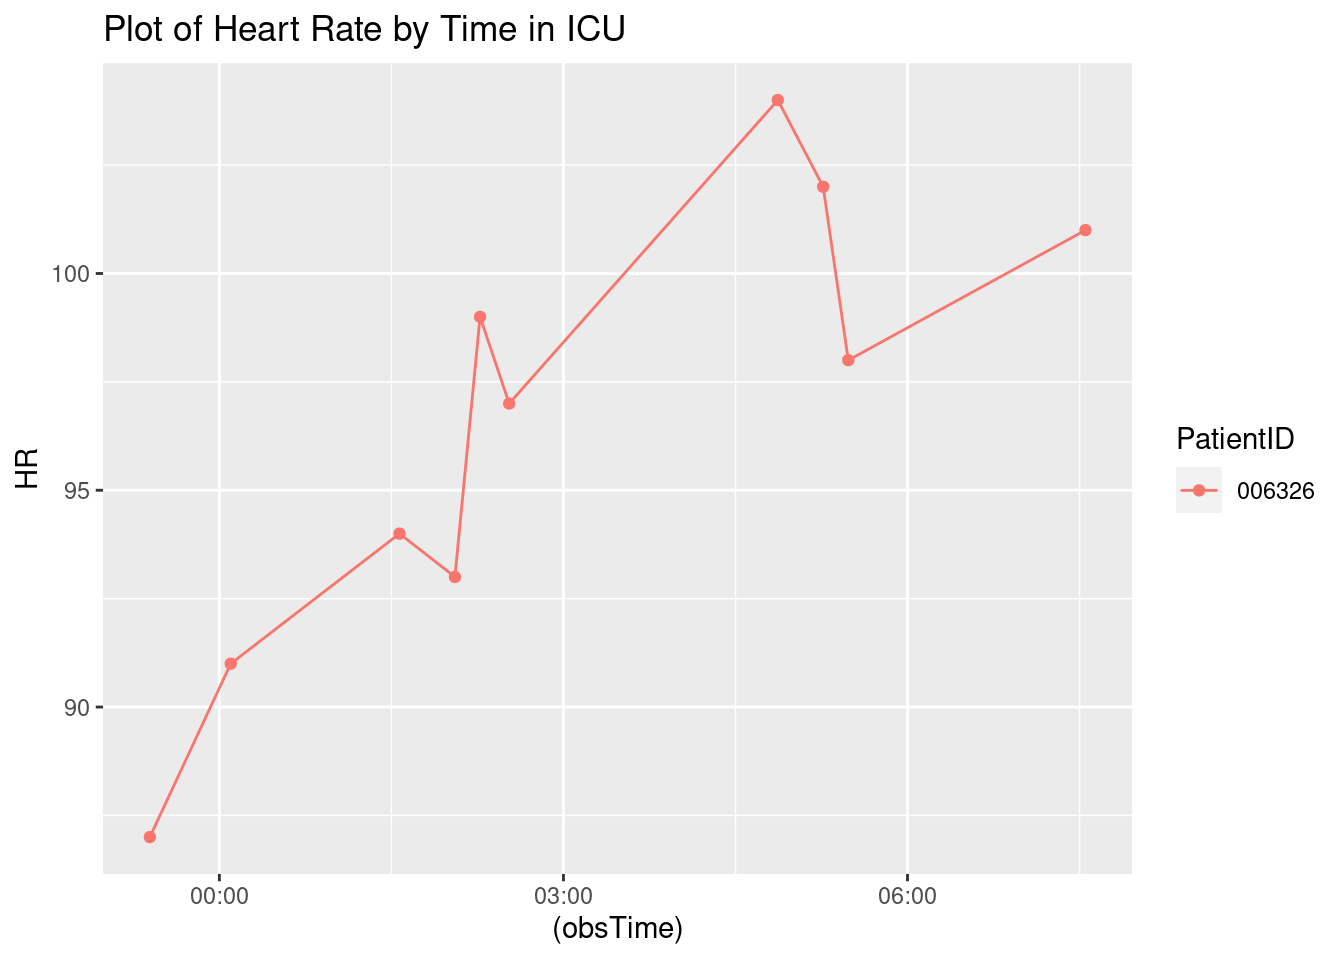 Plot of Heart Rate by Time in ICU
100
95
90
HR
00:00
03:00
06:00
(obsTime)
PatientID
006326